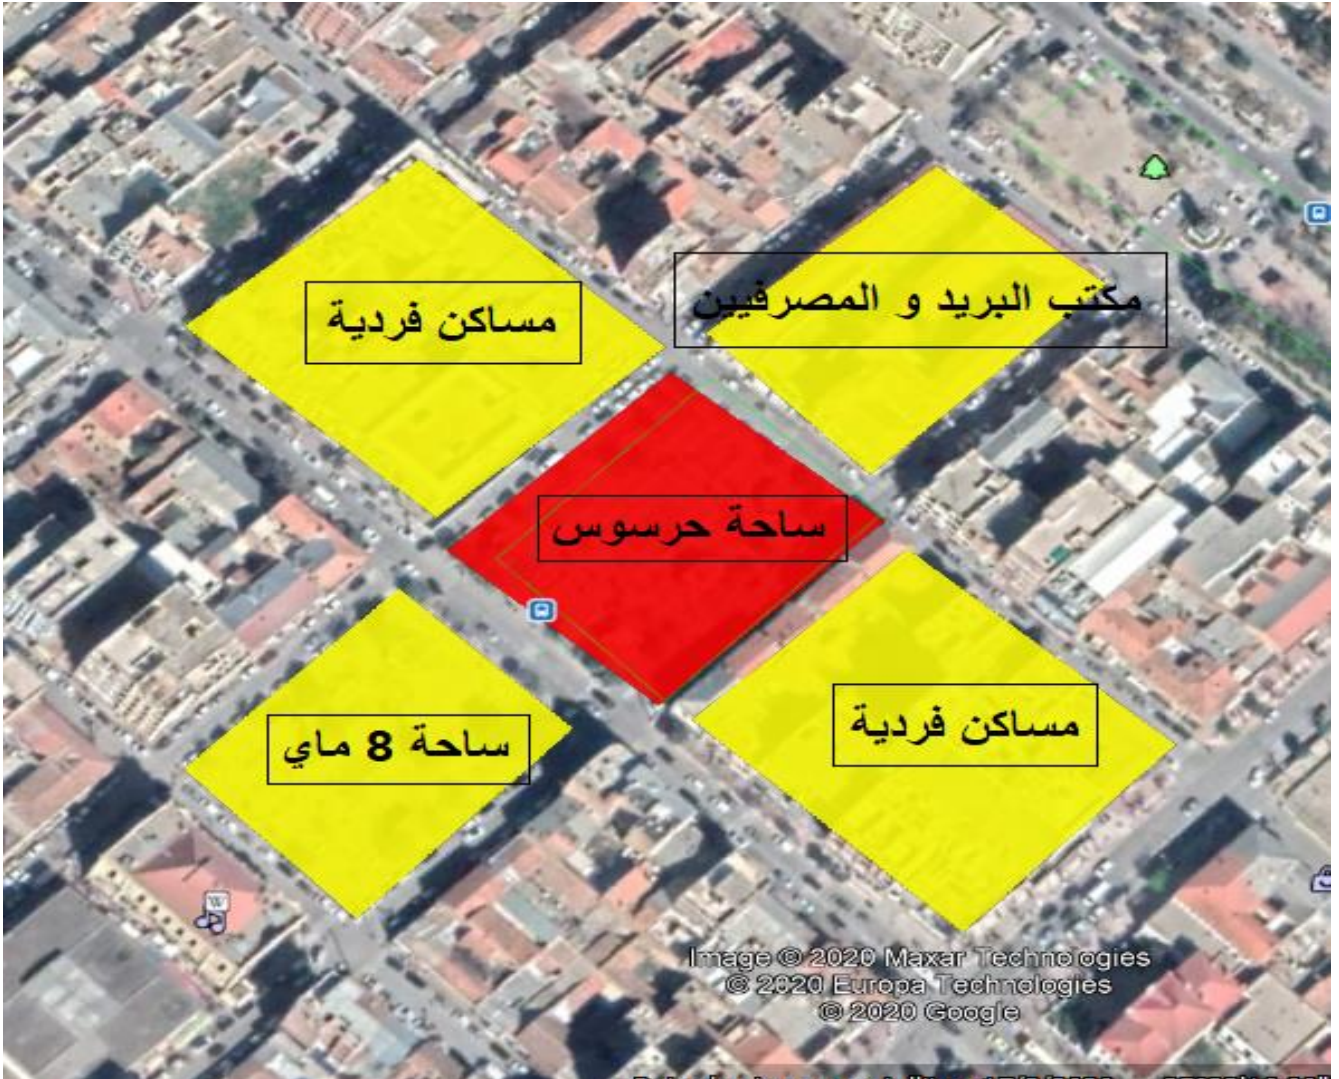 مكتب البريد و المصرفيين
مساكن فردية
ساحة حرسوس
مساكن فردية
ساحة 8 ماي
W
Image © 2020 Maxar Technologies
© 2020 Europa Technologies
© 2020 Google